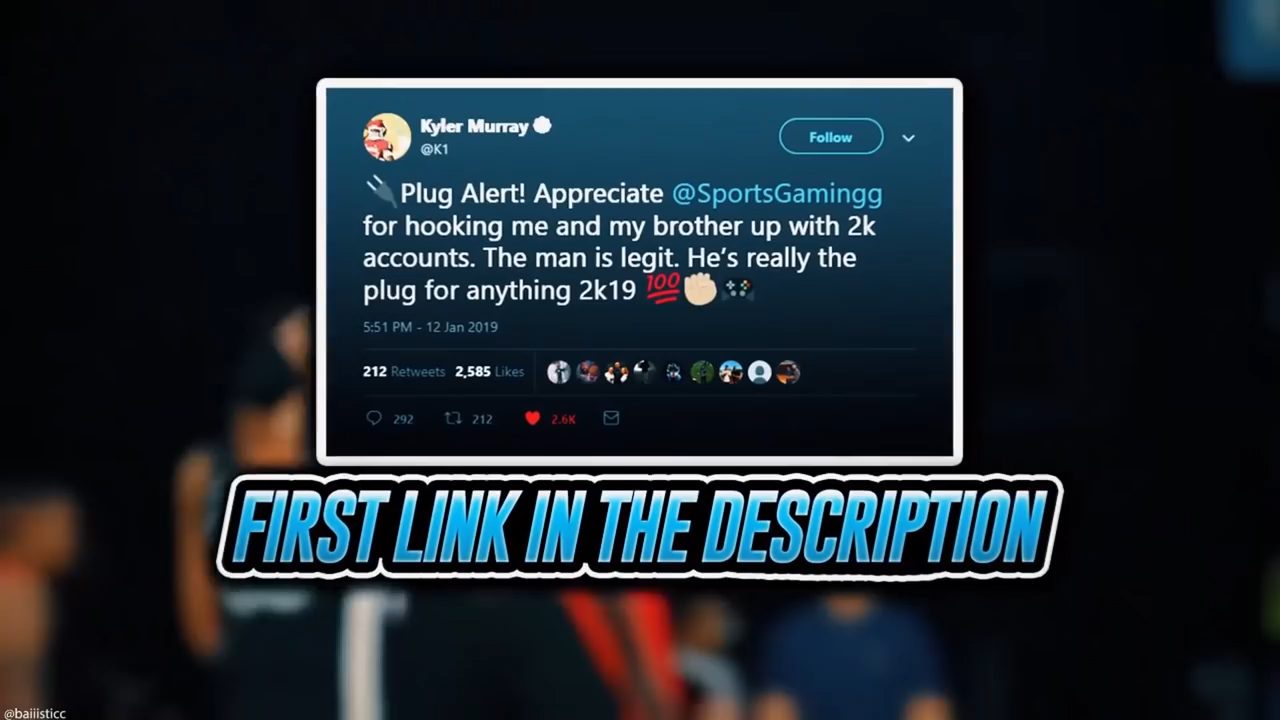 Kyler Murray
@K1
Follow
Plug Alert! Appreciate @SportsGamingg
for hooking me and my brother up with 2k
accounts. The man is legit. He's really the
plug for anything 2k19 💯✊🏼🎮
5:51 PM - 12 Jan 2019
212 Retweets 2,585 Likes
292 212 2.6K
FIRST LINK IN THE DESCRIPTION
@baiiisticc